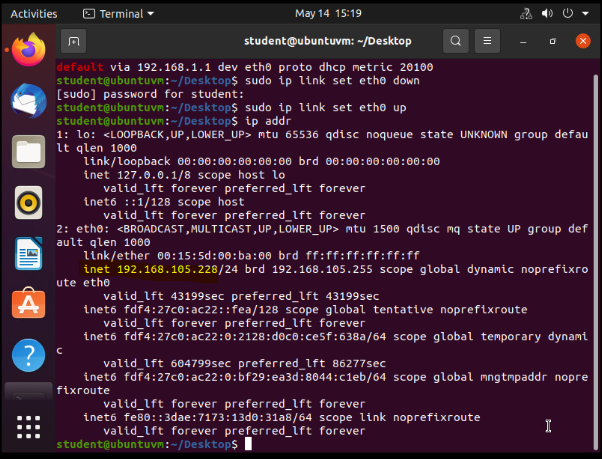 Activities
Terminal
May 14 15:19
student@ubuntuvm: ~/Desktop
default via 192.168.1.1 dev eth0 proto dhcp metric 20100
student@ubuntuvm:~/Desktop$ sudo ip link set eth0 down
[sudo] password for student:
student@ubuntuvm:~/Desktop$ sudo ip link set eth0 up
student@ubuntuvm:~/Desktop$ ip addr
1: lo: <LOOPBACK,UP,LOWER_UP> mtu 65536 qdisc noqueue state UNKNOWN group defau
lt qlen 1000
link/loopback 00:00:00:00:00:00 brd 00:00:00:00:00:00
inet 127.0.0.1/8 scope host lo
valid_lft forever preferred_lft forever
inet6 ::1/128 scope host
valid_lft forever preferred_lft forever
2: eth0: <BROADCAST,MULTICAST,UP,LOWER_UP> mtu 1500 qdisc mq state UP group def
ault qlen 1000
link/ether 00:15:5d:00:ba:00 brd ff:ff:ff:ff:ff:ff
inet 192.168.105.228/24 brd 192.168.105.255 scope global dynamic noprefixro
ute eth0
valid_lft 43199sec preferred_lft 43199sec
inet6 fdf4:27c0:ac22::fea/128 scope global tentative noprefixroute
valid_lft forever preferred_lft forever
inet6 fdf4:27c0:ac22:0:2128:d0c0:ce5f:638a/64 scope global temporary dynami
c
valid_lft 604799sec preferred_lft 86277sec
inet6 fdf4:27c0:ac22:0:bf29:ea3d:8044:c1eb/64 scope global mngtmpaddr nopre
fixroute
valid_lft forever preferred_lft forever
inet6 fe80::3dae:7173:13d0:31a8/64 scope link noprefixroute
valid_lft forever preferred_lft forever
student@ubuntuvm:~/Desktop$